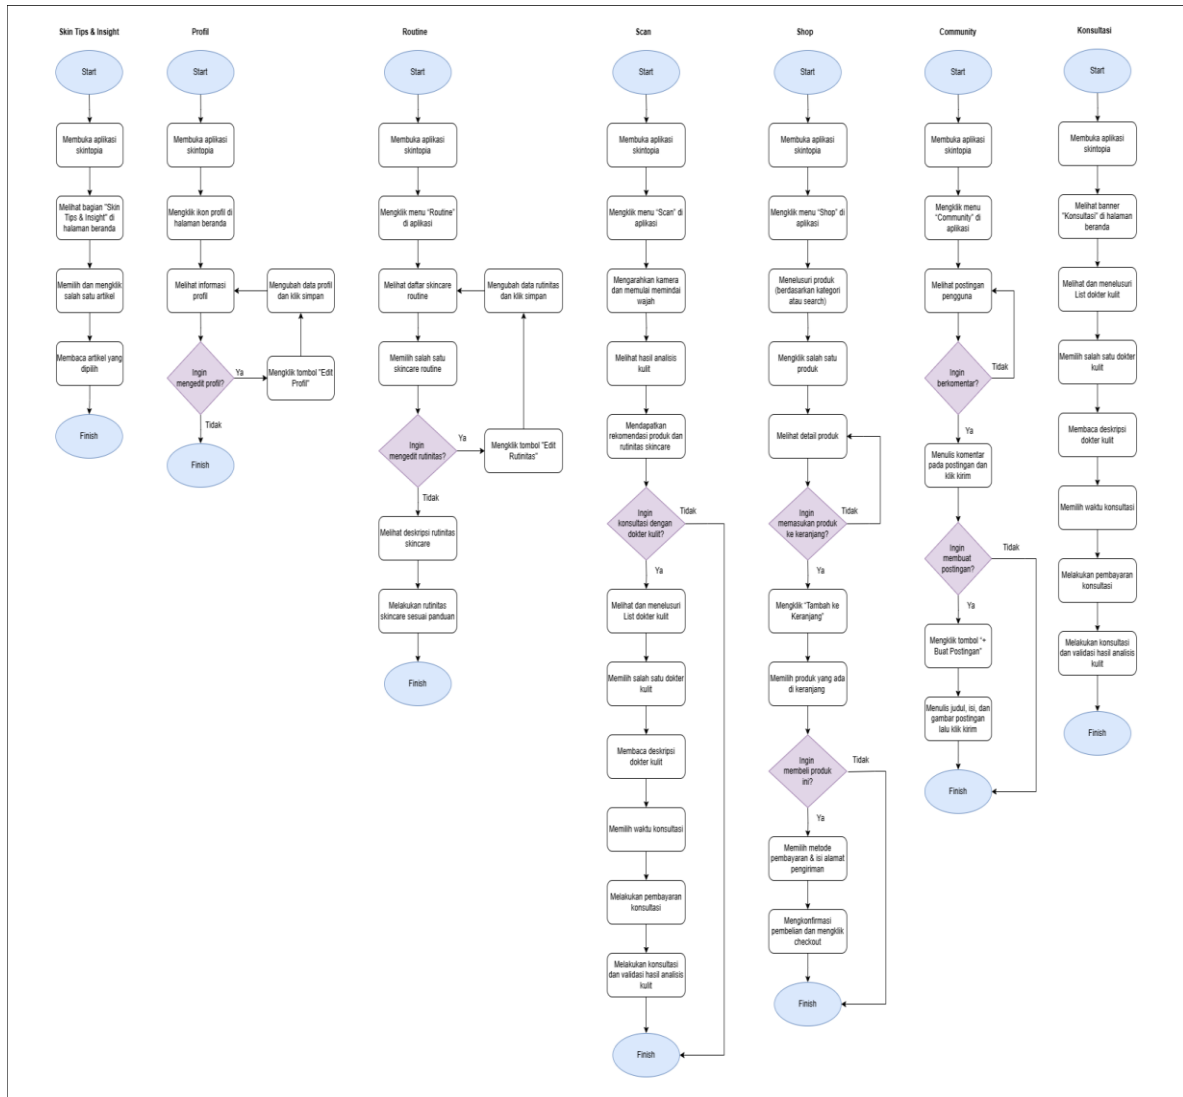 Skin Tips & Insight
Start
Membuka aplikasi
skintopia
Melihat bagian "Skin
Tips & Insight" di
halaman beranda
Memilih dan mengklik
salah satu artikel
Membaca artikel yang
dipilih
Finish
Profil
Start
Membuka aplikasi
skintopia
Mengklik ikon profil di
halaman beranda
Melihat informasi
profil
Ingin
mengedit profil?
Ya
Mengklik tombol "Edit
Profil"
Mengubah data profil
dan klik simpan
Tidak
Finish
Routine
Start
Membuka aplikasi
skintopia
Mengklik menu "Routine"
di aplikasi
Melihat daftar skincare
routine
Memilih salah satu
skincare routine
Ingin
mengedit rutinitas?
Ya
Mengklik tombol "Edit
Rutinitas"
Mengubah data rutinitas
dan klik simpan
Tidak
Melihat deskripsi rutinitas
skincare
Melakukan rutinitas
skincare sesuai panduan
Finish
Scan
Start
Membuka aplikasi
skintopia
Mengklik menu "Scan" di
aplikasi
Mengarahkan kamera
dan memulai memindai
wajah
Melihat hasil analisis
kulit
Mendapatkan
rekomendasi produk dan
rutinitas skincare
Ingin
konsultasi dengan
dokter kulit?
Tidak
Ya
Melihat dan menelusuri
List dokter kulit
Memilih salah satu dokter
kulit
Membaca deskripsi
dokter kulit
Memilih waktu konsultasi
Melakukan pembayaran
konsultasi
Melakukan konsultasi
dan validasi hasil analisis
kulit
Finish
Shop
Start
Membuka aplikasi
skintopia
Mengklik menu "Shop" di
aplikasi
Menelusuri produk
(berdasarkan kategori
atau search)
Mengklik salah satu
produk
Melihat detail produk
Ingin
memasukan produk
ke keranjang?
Tidak
Ya
Mengklik "Tambah ke
Keranjang"
Memilih produk yang ada
di keranjang
Ingin
membeli produk
ini?
Tidak
Ya
Memilih metode
pembayaran & isi alamat
pengiriman
Mengkonfirmasi
pembelian dan mengklik
checkout
Finish
Community
Start
Membuka aplikasi
skintopia
Mengklik menu
"Community" di
aplikasi
Melihat postingan
pengguna
Ingin
berkomentar?
Tidak
Ya
Menulis komentar
pada postingan dan
klik kirim
Ingin
membuat
postingan?
Tidak
Ya
Mengklik tombol "+
Buat Postingan"
Menulis judul, isi, dan
gambar postingan
lalu klik kirim
Finish
Konsultasi
Start
Membuka aplikasi
skintopia
Melihat banner
"Konsultasi" di halaman
beranda
Melihat dan menelusuri
List dokter kulit
Memilih salah satu dokter
kulit
Membaca deskripsi
dokter kulit
Memilih waktu konsultasi
Melakukan pembayaran
konsultasi
Melakukan konsultasi
dan validasi hasil analisis
kulit
Finish